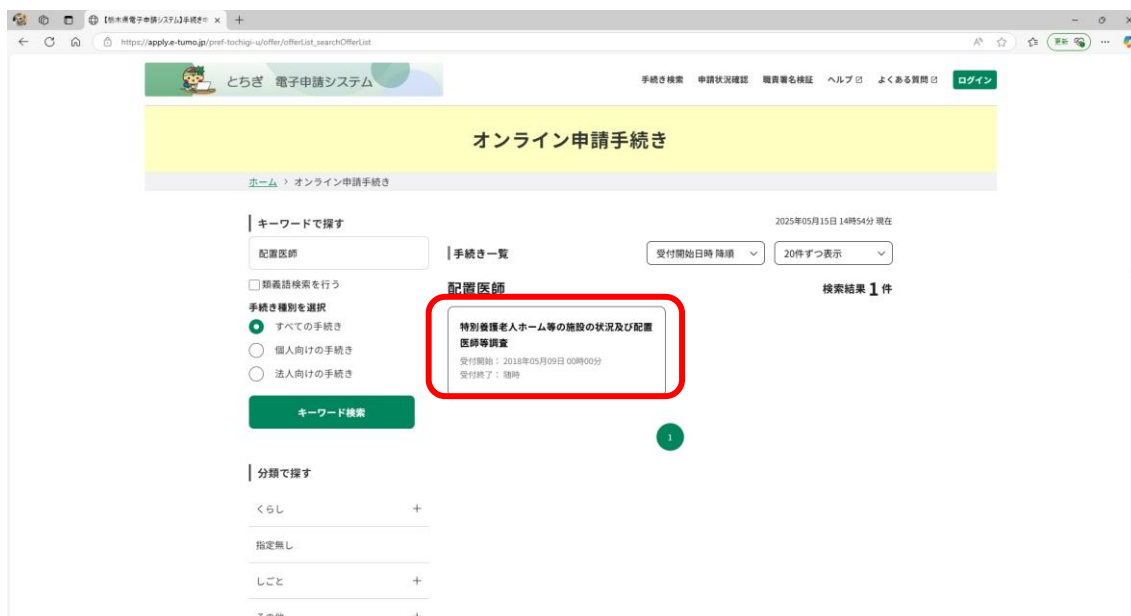 【栃木県電子申請システム】手続きの
https://apply.e-tumo.jp/pref-tochigi-u/offer/offerList_searchOfferList
更新
とちぎ 電子申請システム
手続き検索 申請状況確認 職責署名検証 ヘルプ よくある質問 ログイン
オンライン申請手続き
ホーム > オンライン申請手続き
キーワードで探す
2025年05月15日 14時54分 現在
配置医師
手続き一覧
受付開始日時 降順
20件ずつ表示
類義語検索を行う
配置医師
検索結果 1 件
手続き種別を選択
すべての手続き
個人向けの手続き
法人向けの手続き
特別養護老人ホーム等の施設の状況及び配置
医師等調査
受付開始： 2018年05月09日 00時00分
受付終了： 随時
キーワード検索
1
分類で探す
くらし
指定無し
しごと
その他